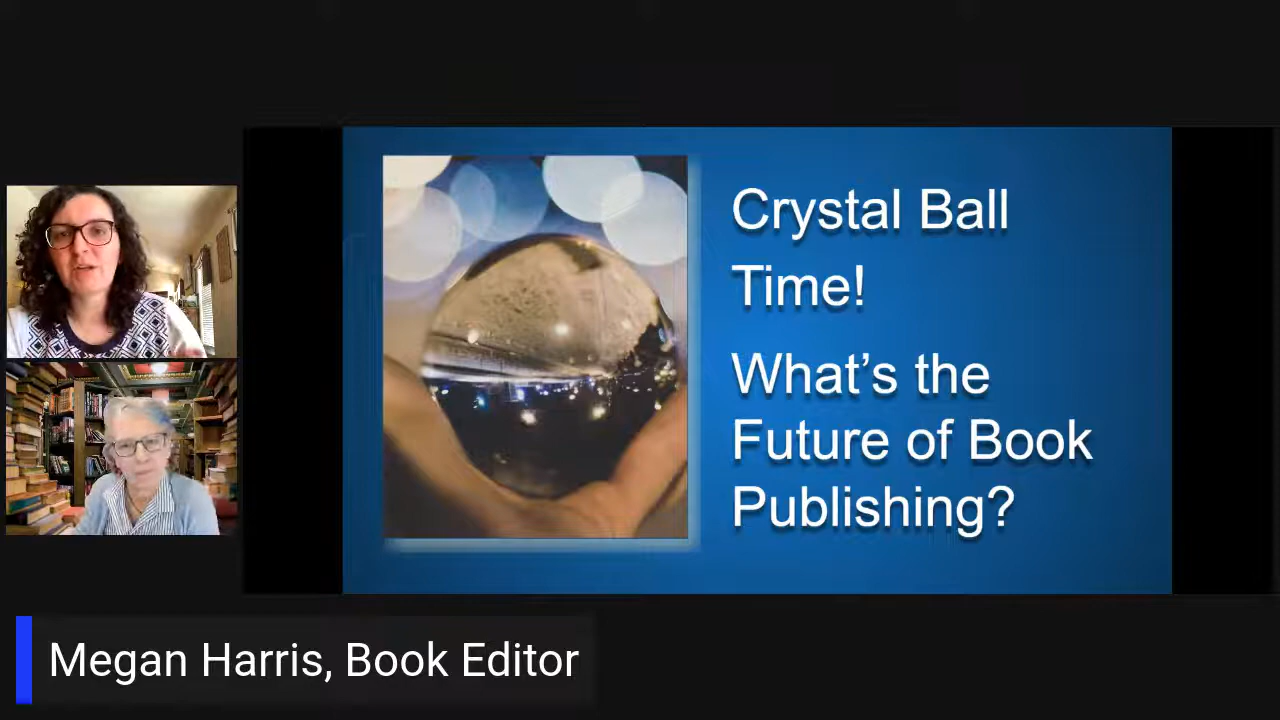 Crystal Ball
Time!
What’s the
Future of Book
Publishing?
Megan Harris, Book Editor